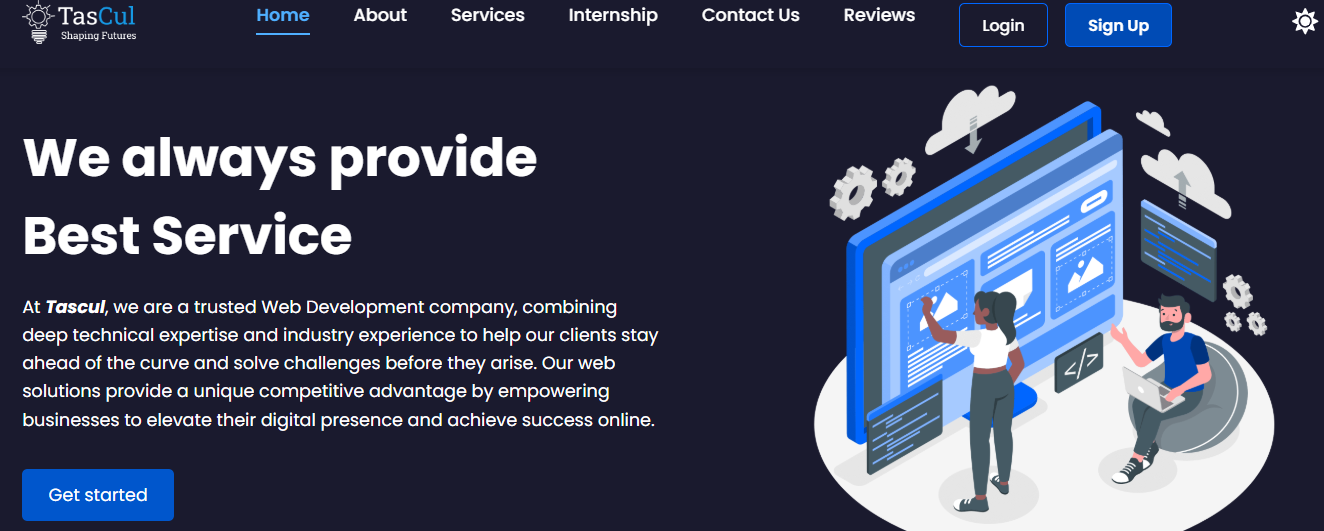 TasCul
Shaping Futures
Home About Services Internship Contact Us Reviews Login Sign Up
We always provide
Best Service
At Tascul, we are a trusted Web Development company, combining
deep technical expertise and industry experience to help our clients stay
ahead of the curve and solve challenges before they arise. Our web
solutions provide a unique competitive advantage by empowering
businesses to elevate their digital presence and achieve success online.
</>
Get started